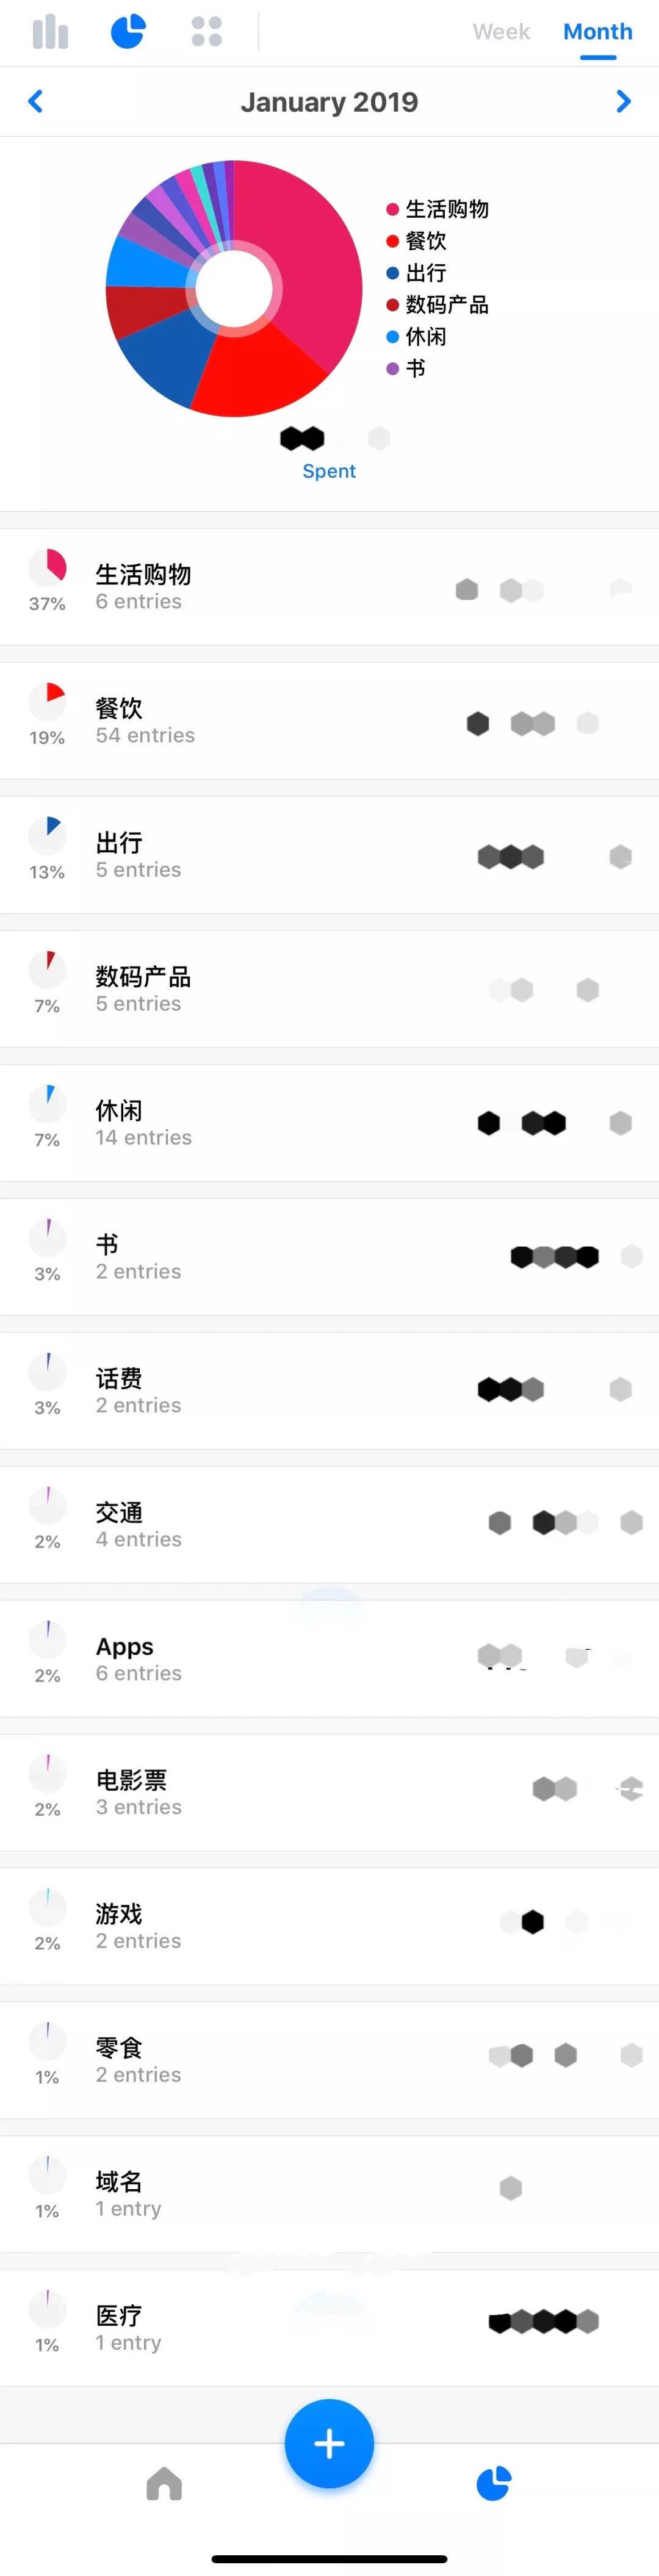 Week Month
January 2019
生活购物
餐饮
出行
数码产品
休闲
书
Spent
生活购物
37%
6 entries
餐饮
19%
54 entries
出行
13%
5 entries
数码产品
7%
5 entries
休闲
7%
14 entries
书
3%
2 entries
话费
3%
2 entries
交通
2%
4 entries
Apps
2%
6 entries
电影票
2%
3 entries
游戏
2%
2 entries
零食
1%
2 entries
域名
1%
1 entry
医疗
1%
1 entry